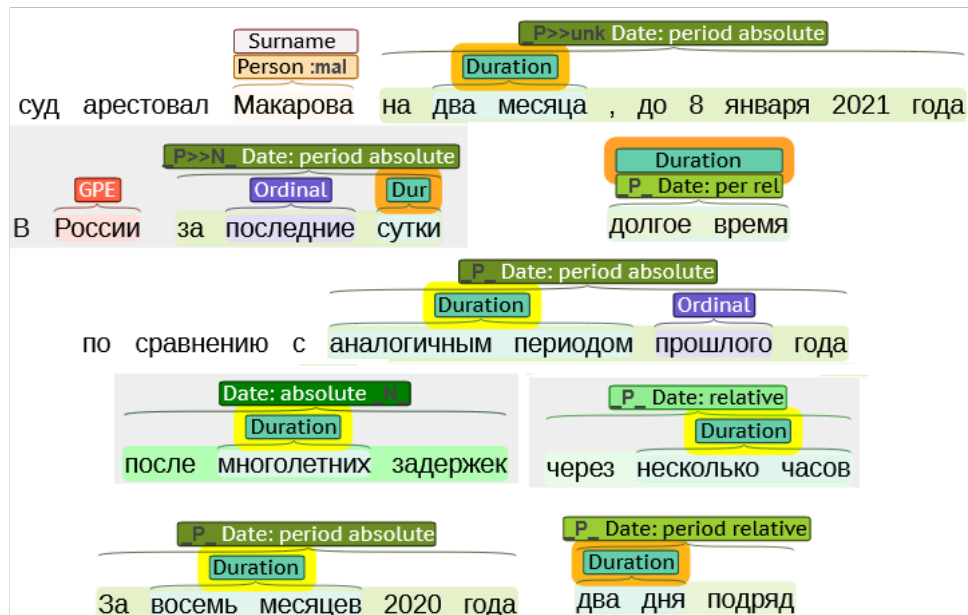 _P>>unk Date: period absolute
Surname
Person :mal
Duration
суд арестовал Макарова на два месяца , до 8 января 2021 года
_P>>N_ Date: period absolute
GPE
Ordinal
Dur
В России за последние сутки
Duration
_P_ Date: per rel
долгое время
_P_ Date: period absolute
Duration
Ordinal
по сравнению с аналогичным периодом прошлого года
Date: absolute _N_
Duration
после многолетних задержек
_P_ Date: relative
Duration
через несколько часов
_P_ Date: period absolute
Duration
За восемь месяцев 2020 года
_P_ Date: period relative
Duration
два дня подряд